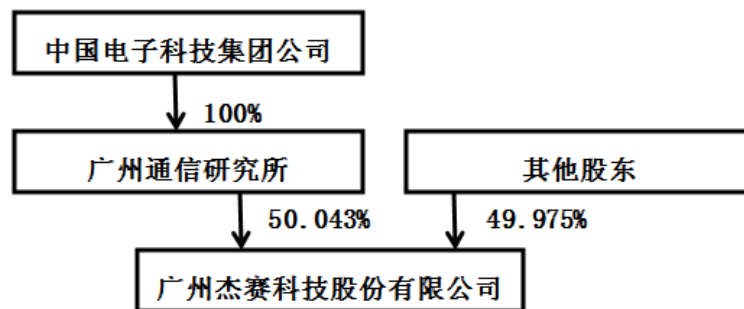 中国电子科技集团公司
100%
广州通信研究所
其他股东
50.043%
49.975%
广州杰赛科技股份有限公司